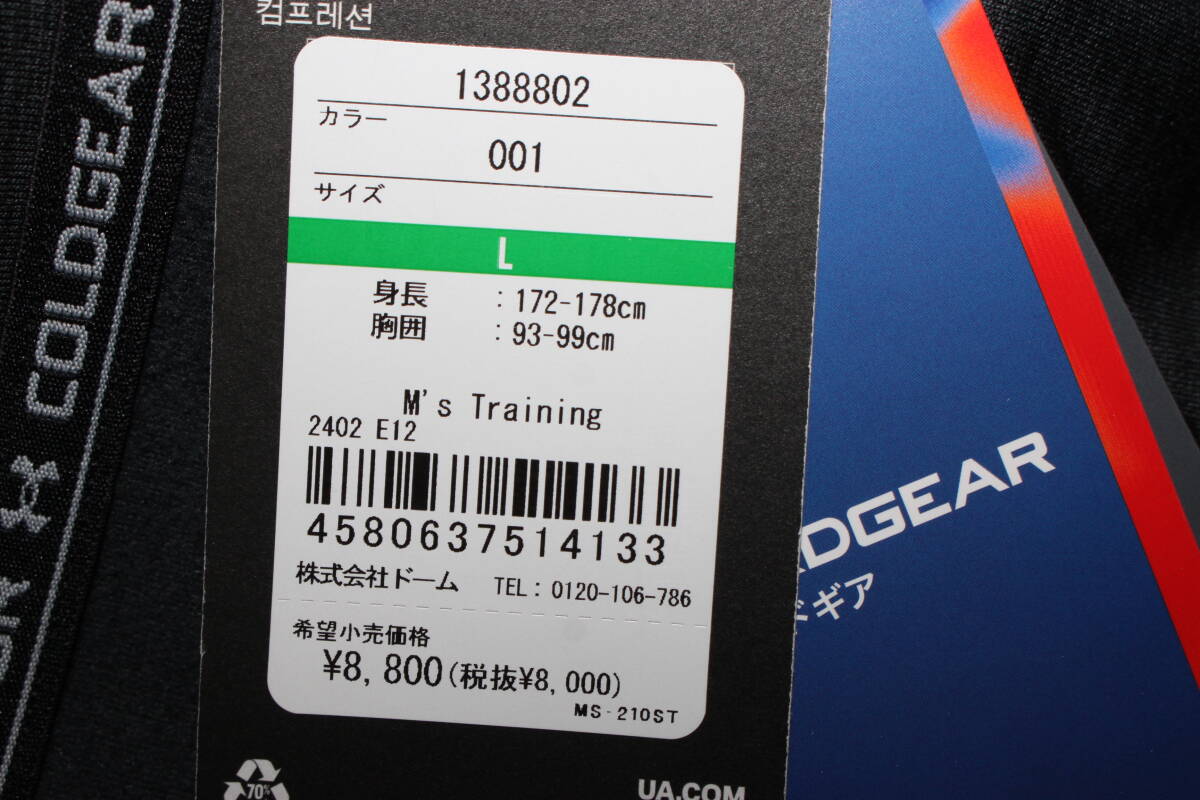 컴프레션
1388802
カラー
001
サイズ
L
身長 : 172-178cm
胸囲 : 93-99cm
M's Training
2402 E12
4580637514133
株式会社ドーム TEL: 0120-106-786
希望小売価格
¥8,800(税抜¥8,000)
MS-210ST
70%
UA.COM
COLDGEAR
DGEAR
ドギア